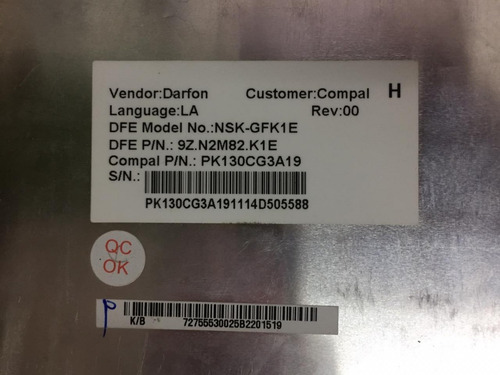 Vendor:Darfon Customer:Compal H
Language:LA Rev:00
DFE Model No.:NSK-GFK1E
DFE P/N.: 9Z.N2M82.K1E
Compal P/N.: PK130CG3A19
S/N.:
PK130CG3A191114D505588
QC
OK
K/B 72755530025B2201519